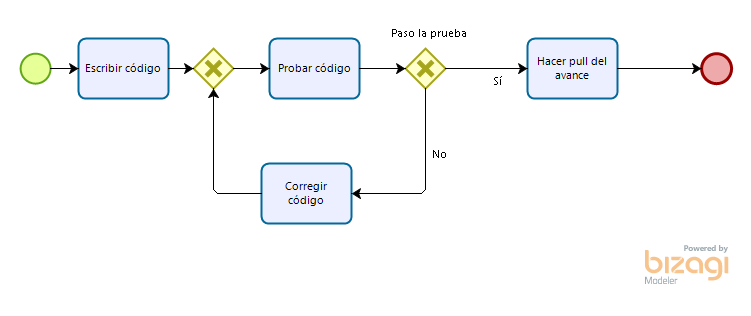 Paso la prueba
Escribir código
Probar código
Hacer pull del
avance
Sí
No
Corregir
código
Powered by
bizagi
Modeler